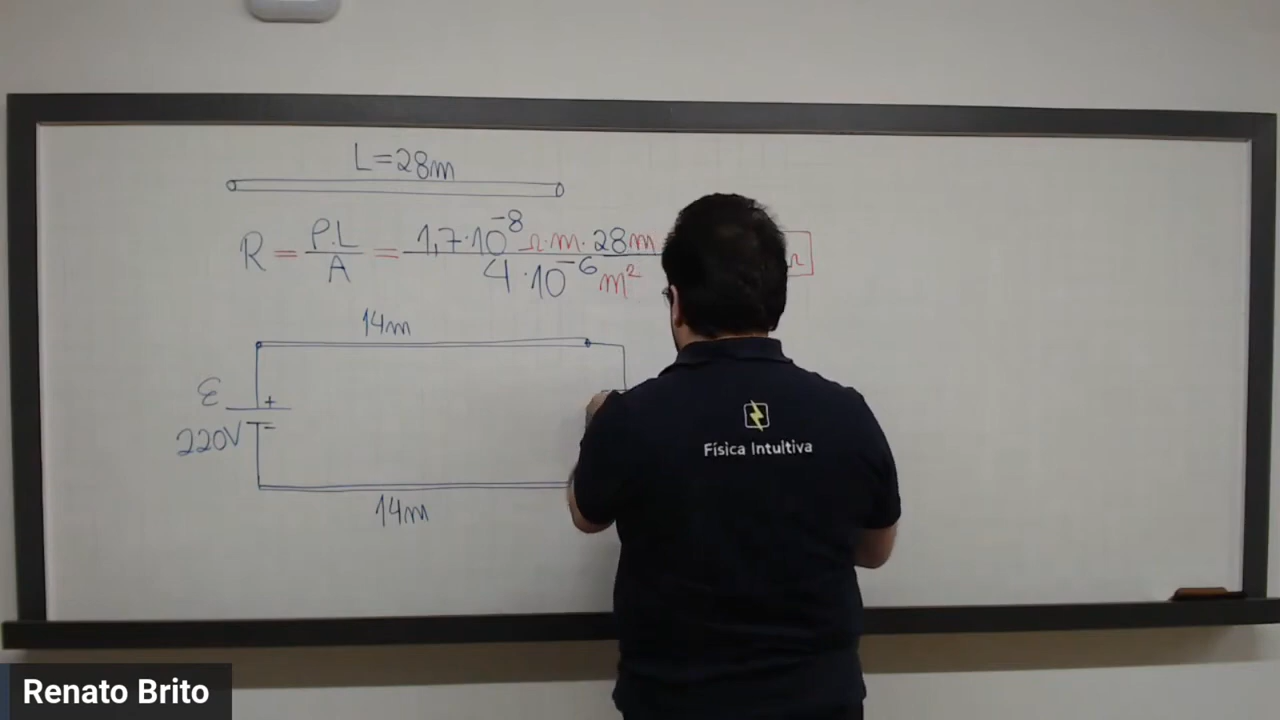 L=28m
R = ρ.L/A = 1,7·10⁻⁸ Ω·m·28m / 4·10⁻⁶ m² Ω
14m
ε
+
220V -
14m
Física Intuitiva
Renato Brito